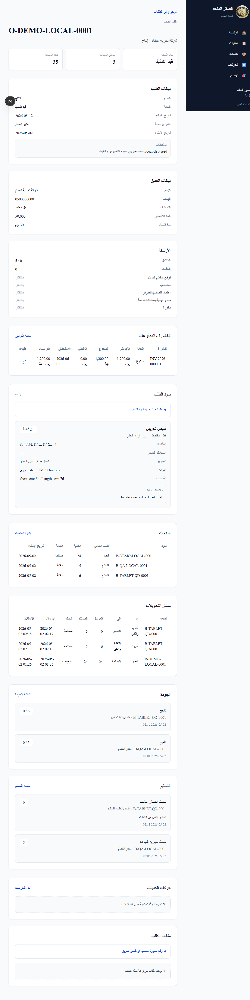 الصقر المتحد
لوحة التحكم
الرئيسية
الطلبات
الدفعات
الحركات
الأقسام
مدير النظام
إدارة
تسجيل الخروج
الرجوع إلى الطلبات
ملف الطلب
O-DEMO-LOCAL-0001
شركة تجربة النظام · إنتاج
حالة الطلب
قيد التنفيذ
إجمالي الدفعات
3
كمية الدفعات
35
N
بيانات الطلب
المسار إنتاج
الحالة قيد التنفيذ
تاريخ التسليم 2026-05-12
أنشئ بواسطة مدير النظام
تاريخ الإنشاء 2026-05-02
ملاحظات
local-dev-seed: طلب تجريبي لدورة الكمبيوتر والتابلت
بيانات العميل
الاسم شركة تجربة النظام
الهاتف 0500000000
التصنيف آجل معتمد
الحد الائتماني 50,000
مدة السداد 30 يوم
الأرشفة
المكتمل 5 / 0
الملفات 0
توقيع استلام العميل بانتظار
سند تسليم بانتظار
اعتماد التصميم/التطريز بانتظار
صور نهائية/مستندات داعمة بانتظار
فاتورة بانتظار
الفاتورة والمدفوعات شاشة الفواتير
الفاتورة الحالة الإجمالي المدفوع المتبقي الاستحقاق آخر سداد طباعة
INV-2026-000001 مدفوع 1,200.00 ريال 1,200.00 ريال 0.00 ريال 2026-06-01 1,200.00 ريال · نقدًا فتح
بنود الطلب 1 بند
◀ إضافة بند جديد لهذا الطلب
قميص تجريبي 24 قطعة
قطن مخلوط · أزرق كحلي
المقاسات S: 4 / M: 8 / L: 8 / XL: 4
استهلاك القماش —
التطريز شعار صغير على الصدر
التوابع label: UMC / buttons: أزرق
القياسات chest_cm: 54 / length_cm: 76
ملاحظات البند
local-dev-seed:order-item-1
الدفعات إدارة الدفعات
الكود القسم الحالي الكمية الحالة تاريخ الإنشاء
B-DEMO-LOCAL-0001 القص 24 مستلمة 2026-05-02
B-QA-LOCAL-0001 التسليم 5 مغلقة 2026-05-02
B-TABLET-QD-0001 التسليم 6 مغلقة 2026-05-02
مسار التحويلات
الدفعة من إلى المرسل المستلم الحالة الإرسال الاستلام
B-TABLET-QD-0001 التغليف والكي التسليم 6 6 مستلمة 2026-05-02 02:17 2026-05-02 02:18
B-TABLET-QD-0001 الجودة التغليف والكي 6 6 مستلمة 2026-05-02 02:16 2026-05-02 02:17
B-DEMO-LOCAL-0001 القص الخياطة 24 24 مرفوضة 2026-05-02 01:26 2026-05-02 01:26
الجودة شاشة الجودة
ناجح 0 / 6
B-TABLET-QD-0001 · مشغل تابلت الجودة
02:16 2026-05-02
ناجح 0 / 5
B-QA-LOCAL-0001 · مدير النظام
02:04 2026-05-02
التسليم شاشة التسليم
مستلم اختبار التابلت 6
B-TABLET-QD-0001 · مشغل تابلت التسليم
اختبار كامل من التابلت
02:18 2026-05-02
مستلم تجربة الجودة 5
B-QA-LOCAL-0001 · مدير النظام
02:05 2026-05-02
حركات الكميات كل الحركات
لا توجد فروقات كمية على هذا الطلب.
ملفات الطلب
◀ رفع صورة تصميم أو شعار تطريز
لا توجد ملفات مرفوعة لهذا الطلب.